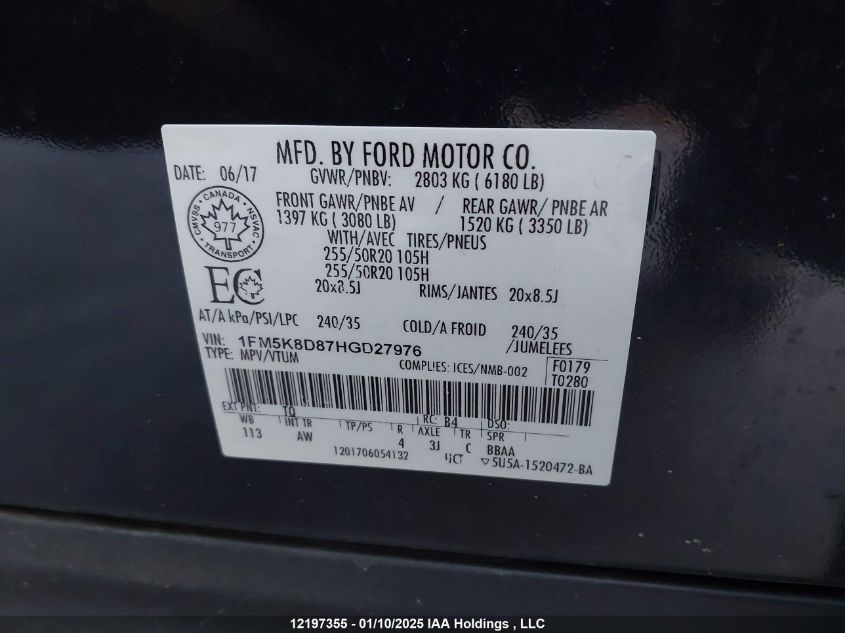 MFD. BY FORD MOTOR CO.
DATE: 06/17
GVWR/PNBV: 2803 KG ( 6180 LB)
FRONT GAWR/PNBE AV / REAR GAWR/ PNBE AR
1397 KG ( 3080 LB) 1520 KG ( 3350 LB)
CANADA
CMVSS NSVAC
977
TRANSPORT
WITH/AVEC TIRES/PNEUS
255/50R20 105H
255/50R20 105H
EC
20x8.5J RIMS/JANTES 20x8.5J
AT/A kPa/PSI/LPC 240/35 COLD/A FROID 240/35
/JUMELEES
VIN: 1FM5K8D87HGD27976
TYPE: MPV/VTUM
COMPLIES: ICES/NMB-002
F0179
T0280
EXT PNT: TQ RC: B4 DSO:
WB INT TR TP/PS R AXLE TR SPR
113 AW 4 3J C BBAA
1201706054132 ▽5U5A-1520472-BA
12197355 - 01/10/2025 IAA Holdings , LLC